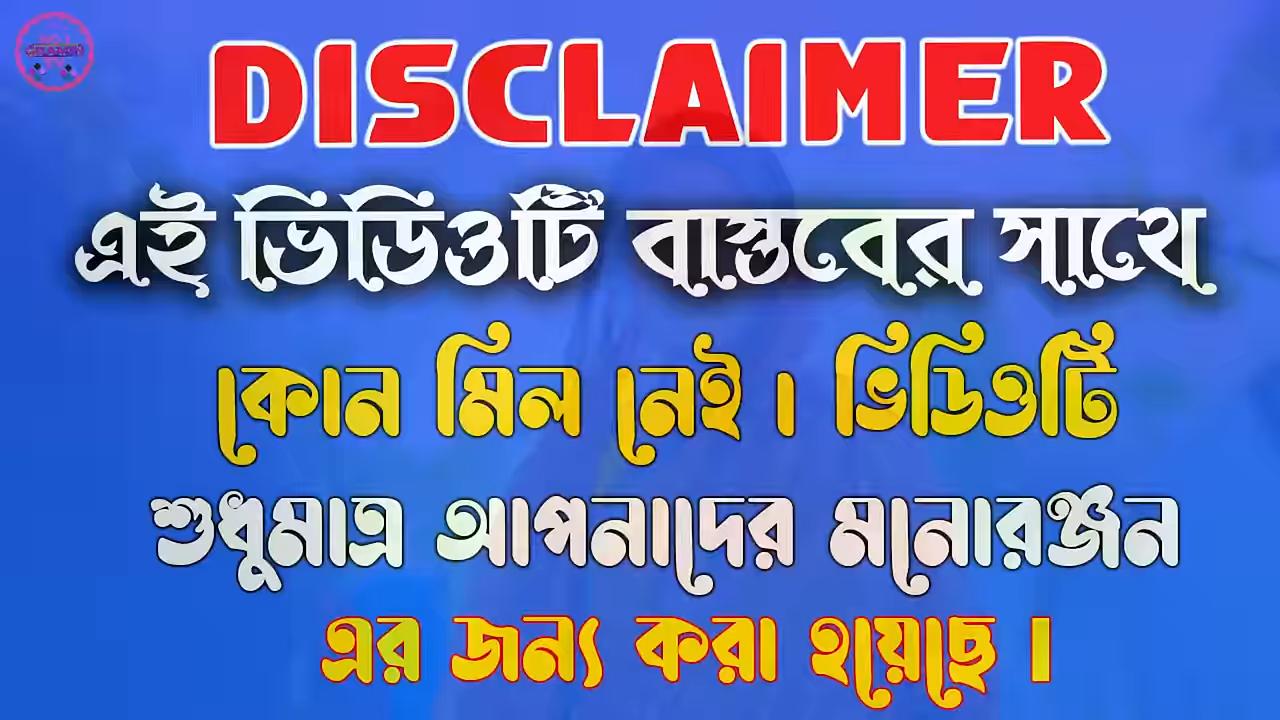 DISCLAIMER
এই ভিডিওটি বাস্তবের সাথে
কোন মিল নেই । ভিডিওটি
শুধুমাত্র আপনাদের মনোরঞ্জন
এর জন্য করা হয়েছে ।